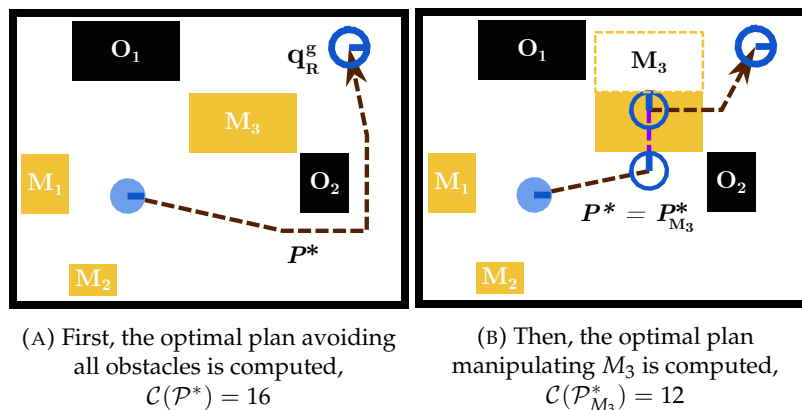 O₁
q_R^g
M₃
M₁
O₂
P*
M₂
(A) First, the optimal plan avoiding
all obstacles is computed,
C(P*) = 16
O₁
M₃
M₁
O₂
P* = P*_M₃
M₂
(B) Then, the optimal plan
manipulating M₃ is computed,
C(P*_M₃) = 12